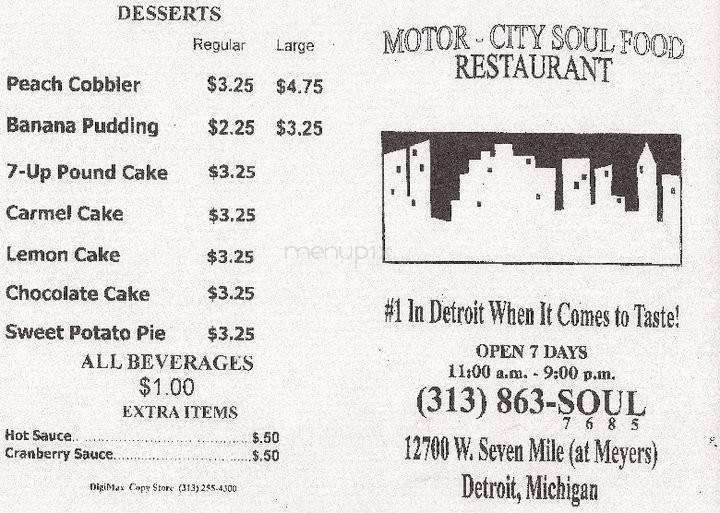 DESSERTS
Regular Large
Peach Cobbler $3.25 $4.75
Banana Pudding $2.25 $3.25
7-Up Pound Cake $3.25
Carmel Cake $3.25
Lemon Cake $3.25
Chocolate Cake $3.25
Sweet Potato Pie $3.25
ALL BEVERAGES
$1.00
EXTRA ITEMS
Hot Sauce.............................. $.50
Cranberry Sauce........................ $.50
DigiMax Copy Store (313) 255-4300
MOTOR - CITY SOUL FOOD
RESTAURANT
#1 In Detroit When It Comes to Taste!
OPEN 7 DAYS
11:00 a.m. - 9:00 p.m.
(313) 863-SOUL
7 6 8 5
12700 W. Seven Mile (at Meyers)
Detroit, Michigan